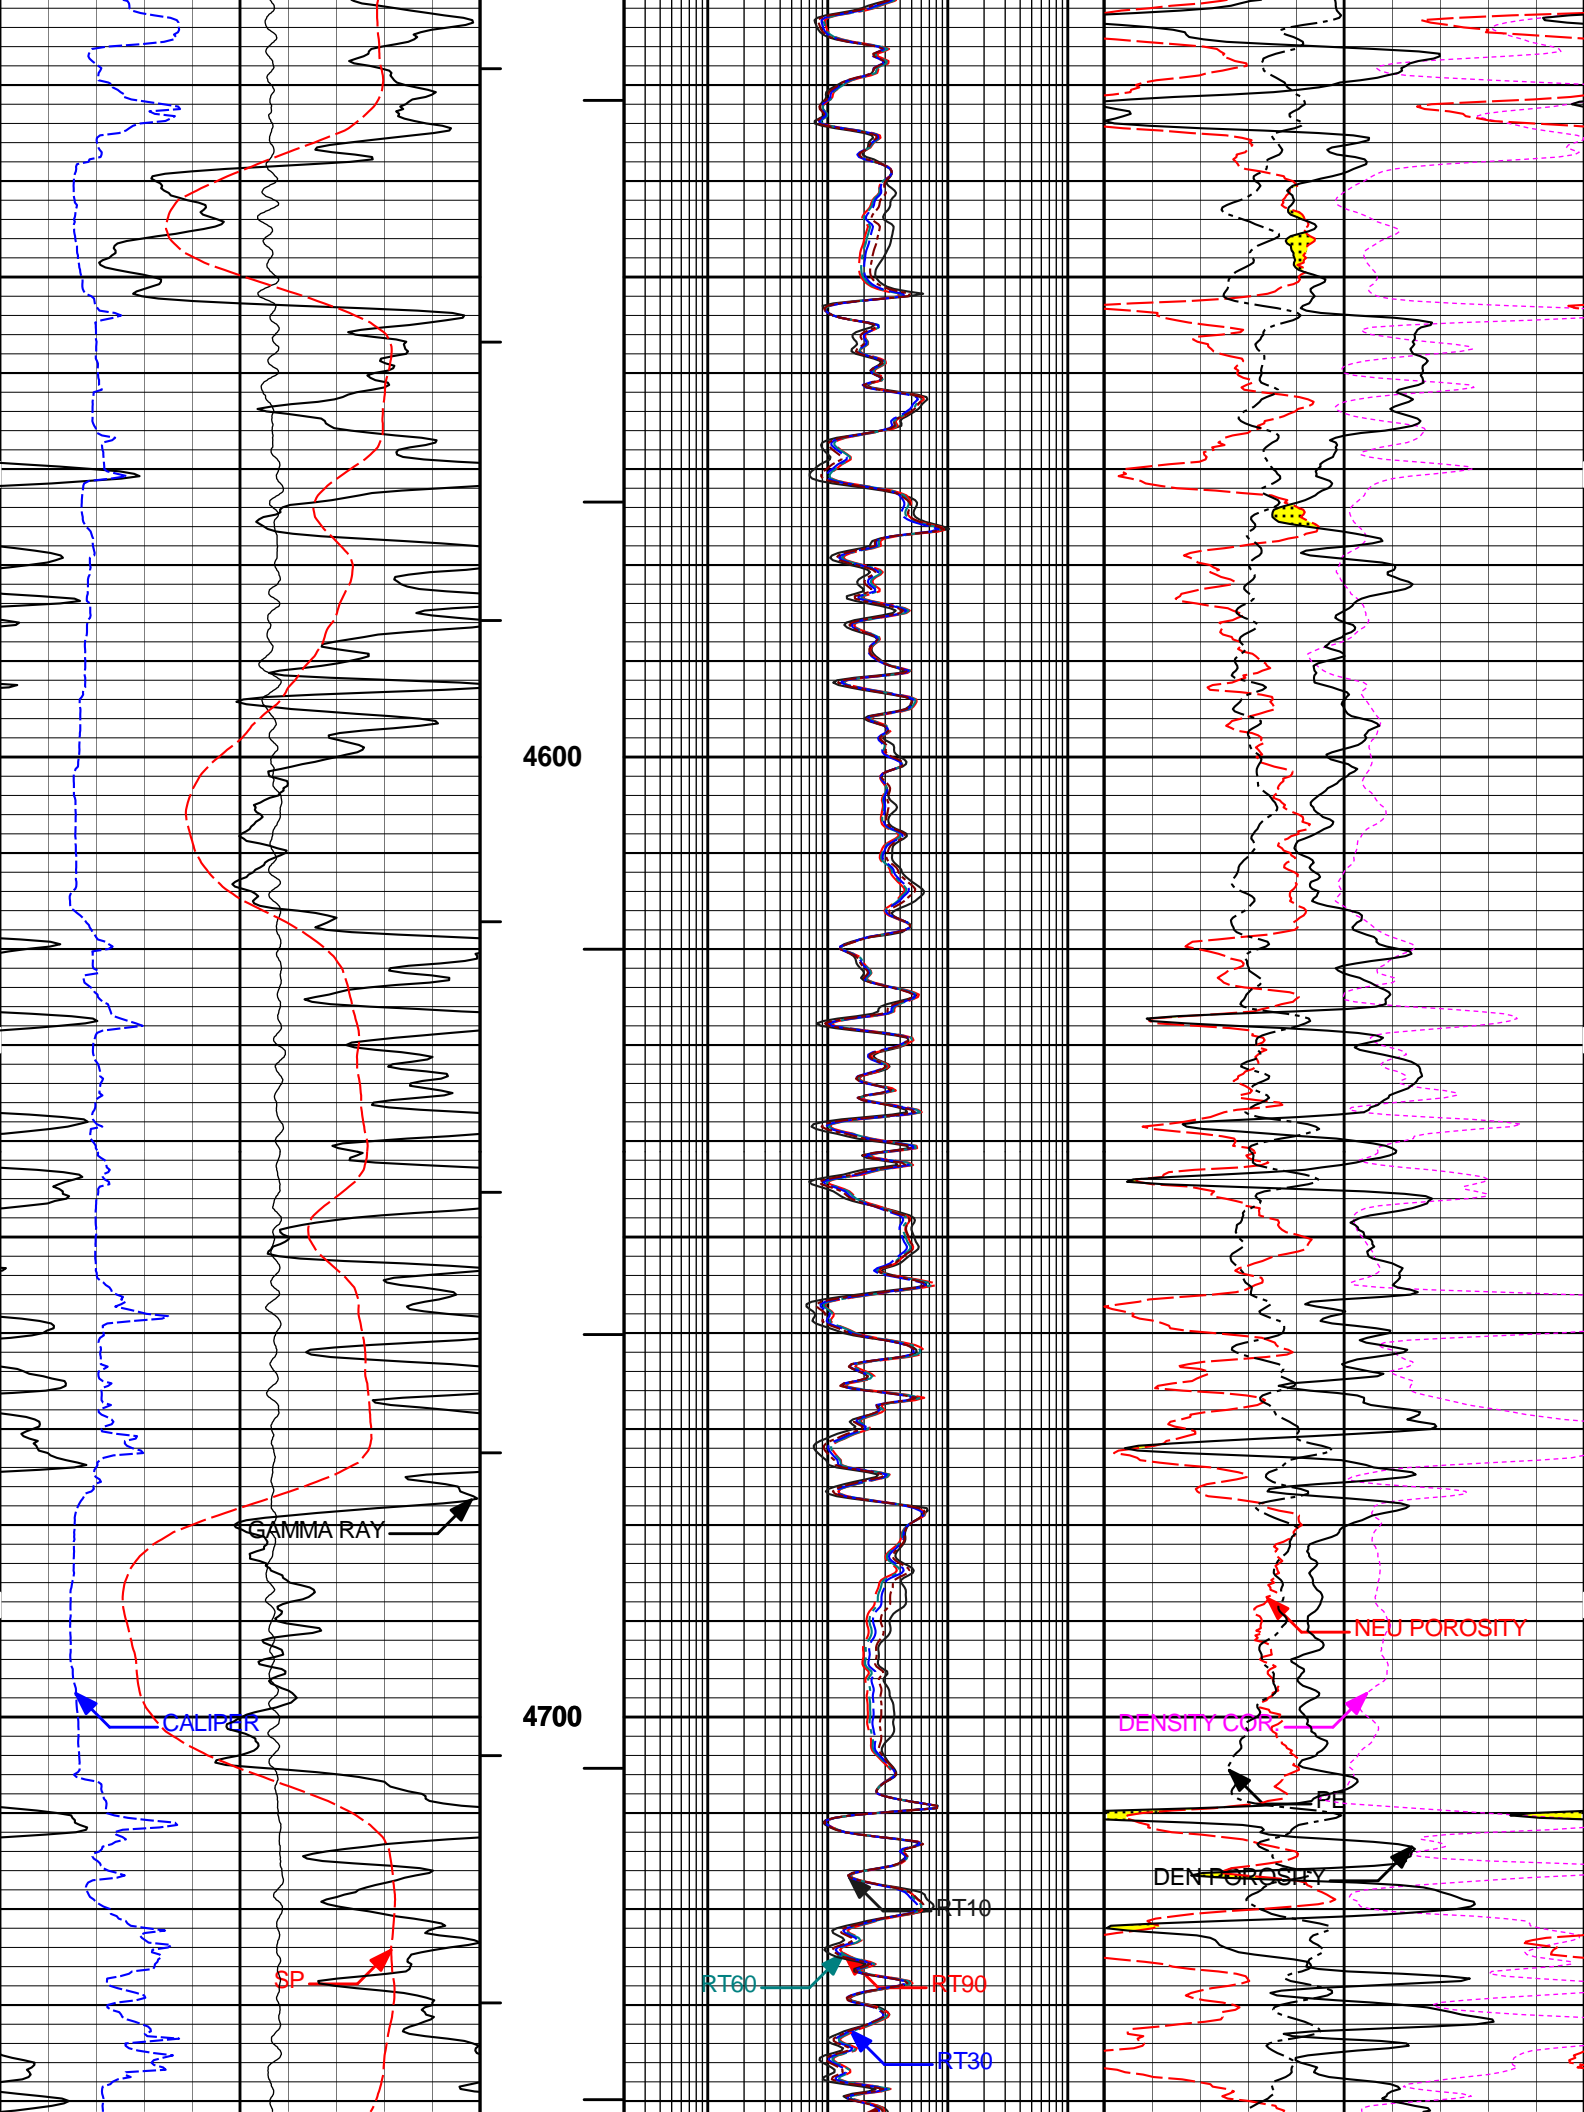 4600
GAMMA RAY
NEU POROSITY
4700
CALIPER
DENSITY COR.
PE
DEN POROSITY
RT10
SP
RT60
RT90
RT30